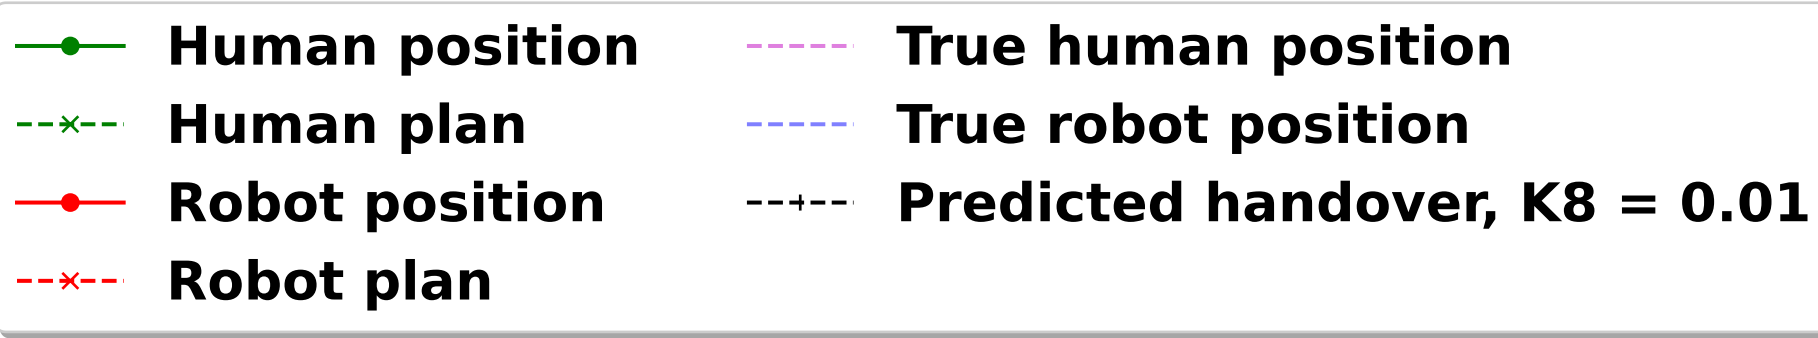 Human position
Human plan
Robot position
Robot plan
True human position
True robot position
Predicted handover, K8 = 0.01